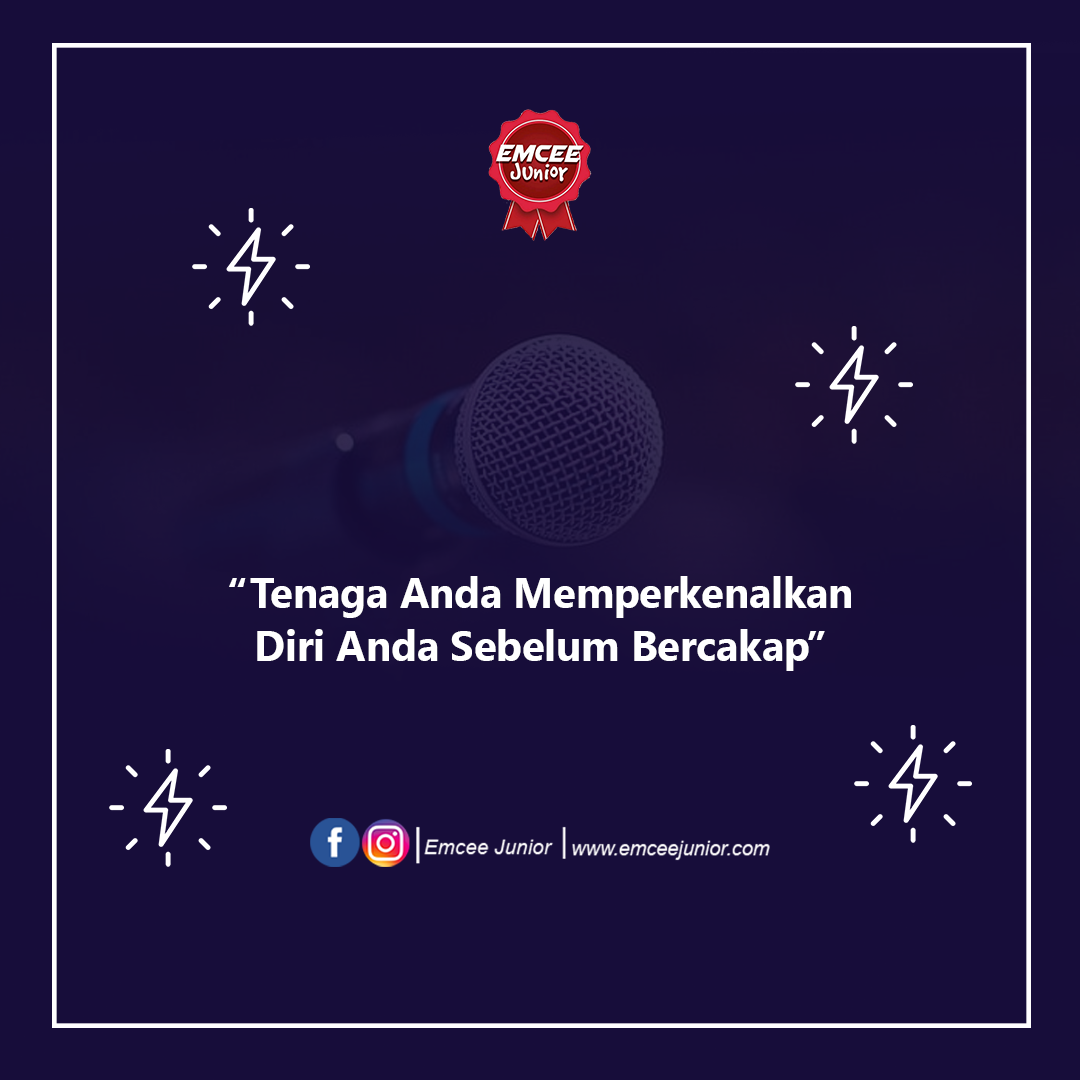 EMCEE
Junior
“Tenaga Anda Memperkenalkan
Diri Anda Sebelum Bercakap”
f | Emcee Junior | www.emceejunior.com